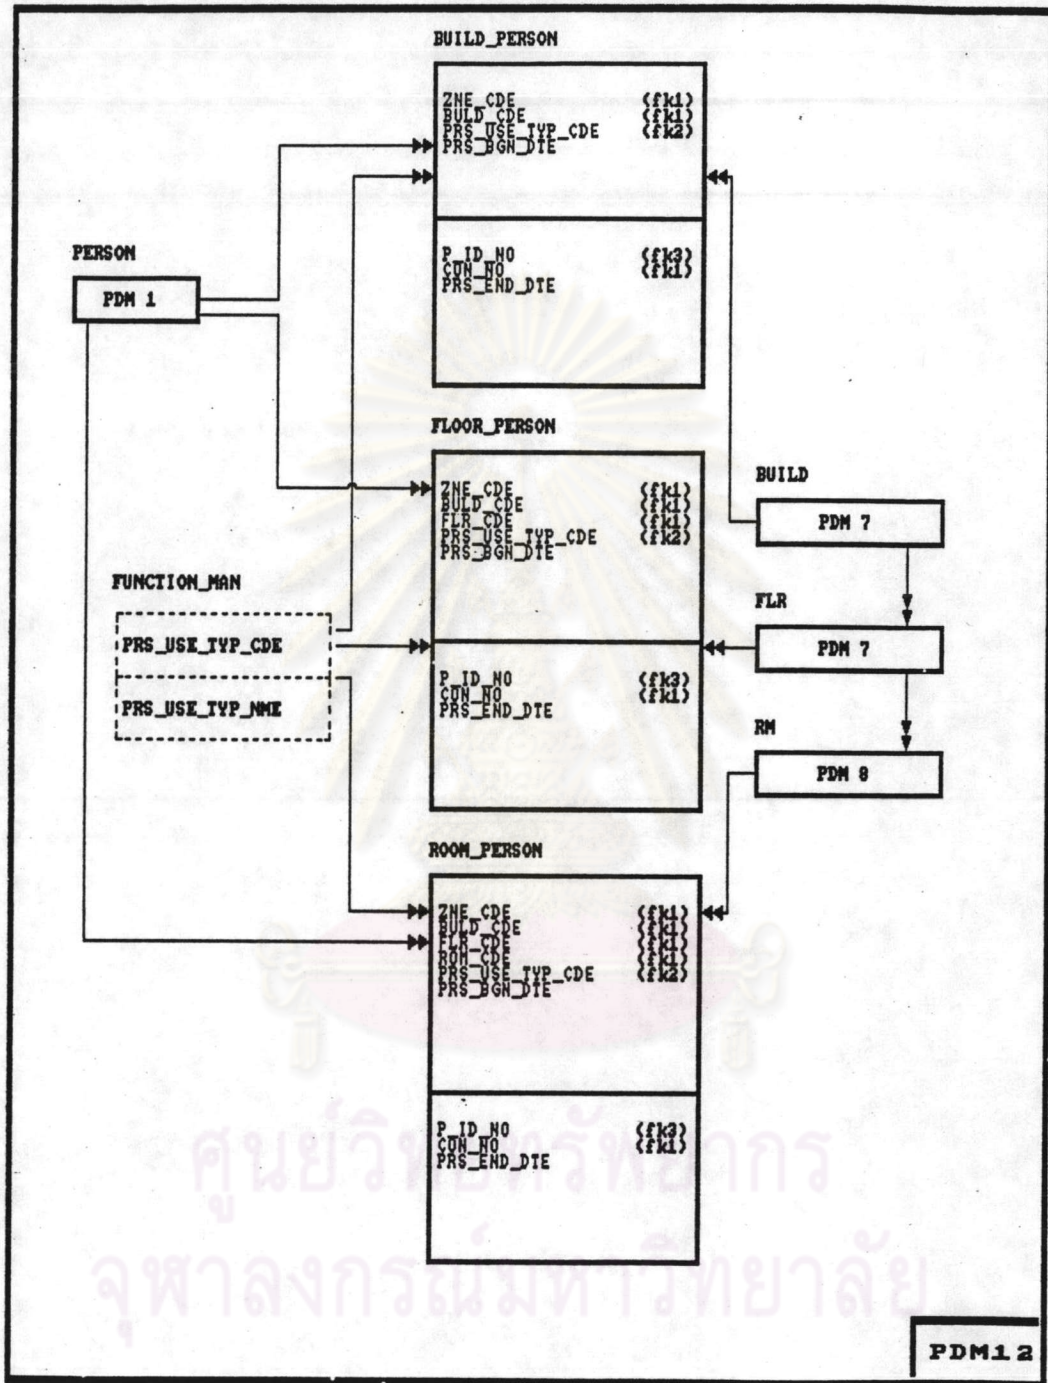 BUILD_PERSON
ZNE_CDE (fk1)
BULD_CDE (fk1)
PRS_USE_TYP_CDE (fk2)
PRS_BGN_DTE
P_ID_NO (fk3)
CON_NO (fk1)
PRS_END_DTE
PERSON
PDM 1
FLOOR_PERSON
ZNE_CDE (fk1)
BULD_CDE (fk1)
FLR_CDE (fk1)
PRS_USE_TYP_CDE (fk2)
PRS_BGN_DTE
P_ID_NO (fk3)
CON_NO (fk1)
PRS_END_DTE
BUILD
PDM 7
FLR
PDM 7
RM
PDM 8
FUNCTION_MAN
PRS_USE_TYP_CDE
PRS_USE_TYP_NME
ROOM_PERSON
ZNE_CDE (fk1)
BULD_CDE (fk1)
FLR_CDE (fk1)
ROM_CDE (fk1)
PRS_USE_TYP_CDE (fk2)
PRS_BGN_DTE
P_ID_NO (fk3)
CON_NO (fk1)
PRS_END_DTE
ศูนย์วิทยทรัพยากร
จุฬาลงกรณ์มหาวิทยาลัย
PDM12